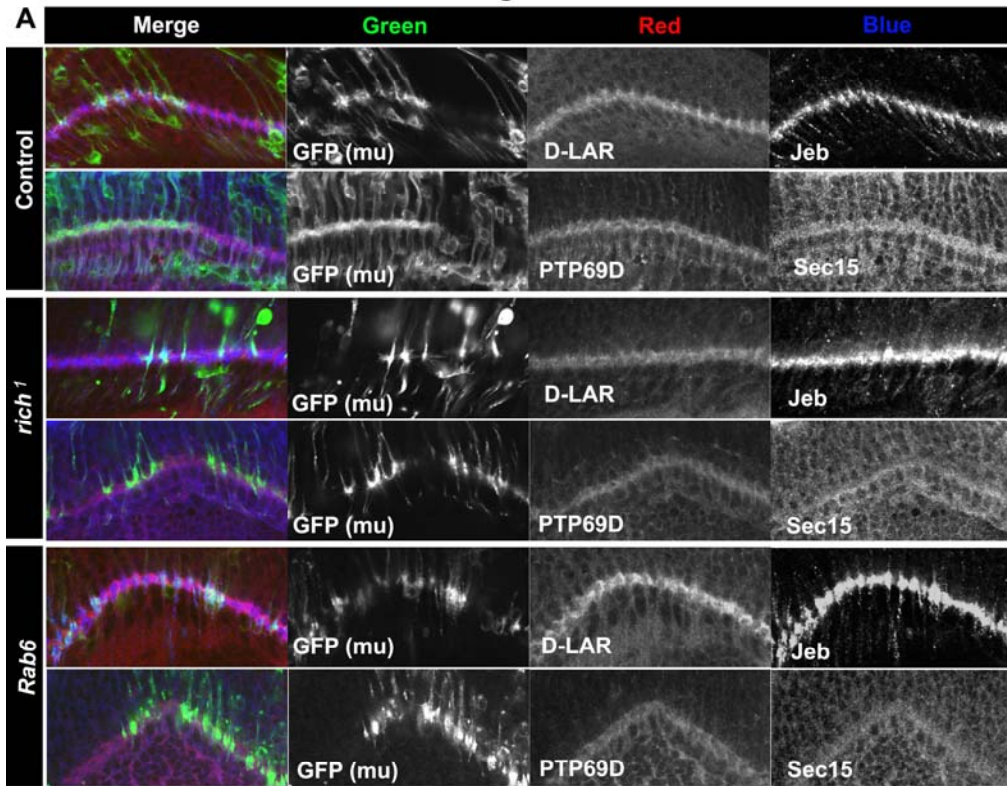 A
Merge Green Red Blue
Control
GFP (mu) D-LAR Jeb
GFP (mu) PTP69D Sec15
rich 1
GFP (mu) D-LAR Jeb
GFP (mu) PTP69D Sec15
Rab6
GFP (mu) D-LAR Jeb
GFP (mu) PTP69D Sec15